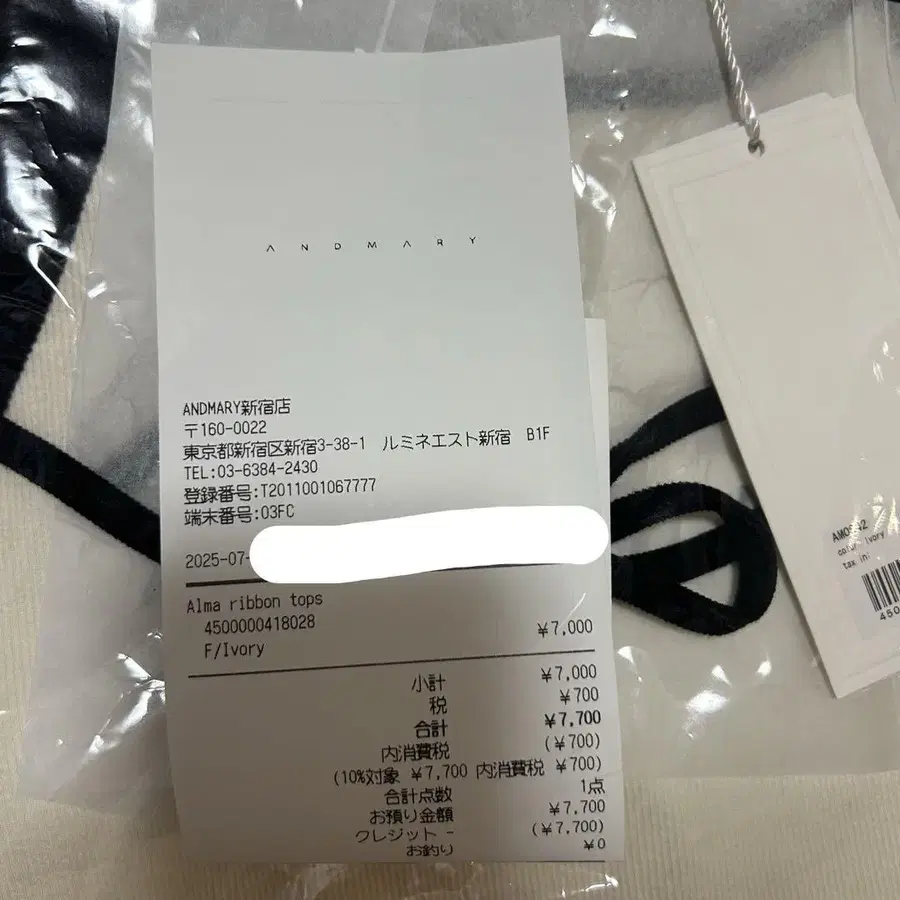 A N D M A R Y
ANDMARY新宿店
〒160-0022
東京都新宿区新宿3-38-1 ルミネエスト新宿 B1F
TEL:03-6384-2430
登録番号:T2011001067777
端末番号:03FC
2025-07-
Alma ribbon tops
4500000418028 ¥7,000
F/Ivory
小計 ¥7,000
税 ¥700
合計 ¥7,700
内消費税 (¥700)
(10%対象 ¥7,700 内消費税 ¥700)
合計点数 1点
お預り金額 ¥7,700
クレジット - (¥7,700)
お釣り ¥0
Ivory
tax in:
450